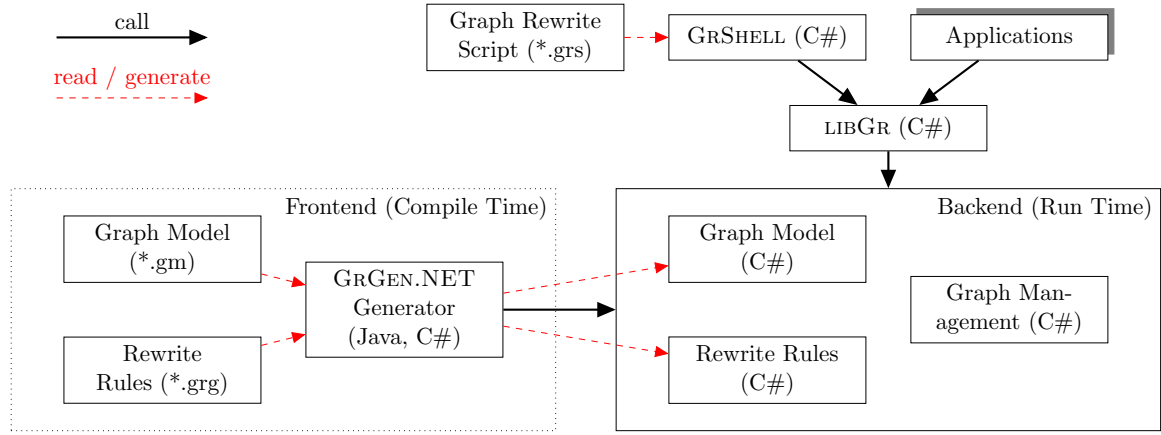 call
read / generate
Graph Rewrite
Script (*.grs)
GRSHELL (C#)
Applications
LIBGR (C#)
Frontend (Compile Time)
Graph Model
(*.gm)
GRGEN.NET
Generator
(Java, C#)
Rewrite
Rules (*.grg)
Backend (Run Time)
Graph Model
(C#)
Graph Man-
agement (C#)
Rewrite Rules
(C#)